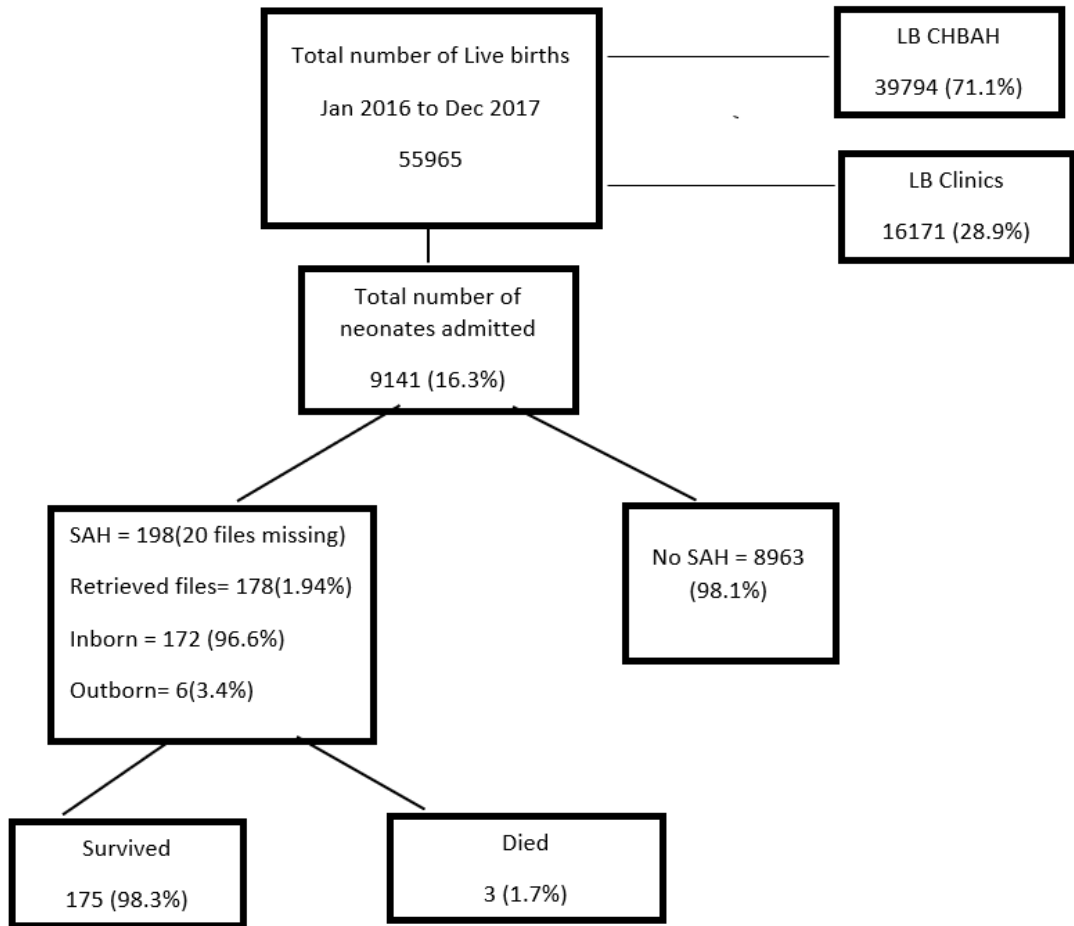 Total number of Live births
Jan 2016 to Dec 2017
55965
LB CHBAH
39794 (71.1%)
LB Clinics
16171 (28.9%)
Total number of
neonates admitted
9141 (16.3%)
SAH = 198(20 files missing)
Retrieved files= 178(1.94%)
Inborn = 172 (96.6%)
Outborn= 6(3.4%)
No SAH = 8963
(98.1%)
Survived
175 (98.3%)
Died
3 (1.7%)